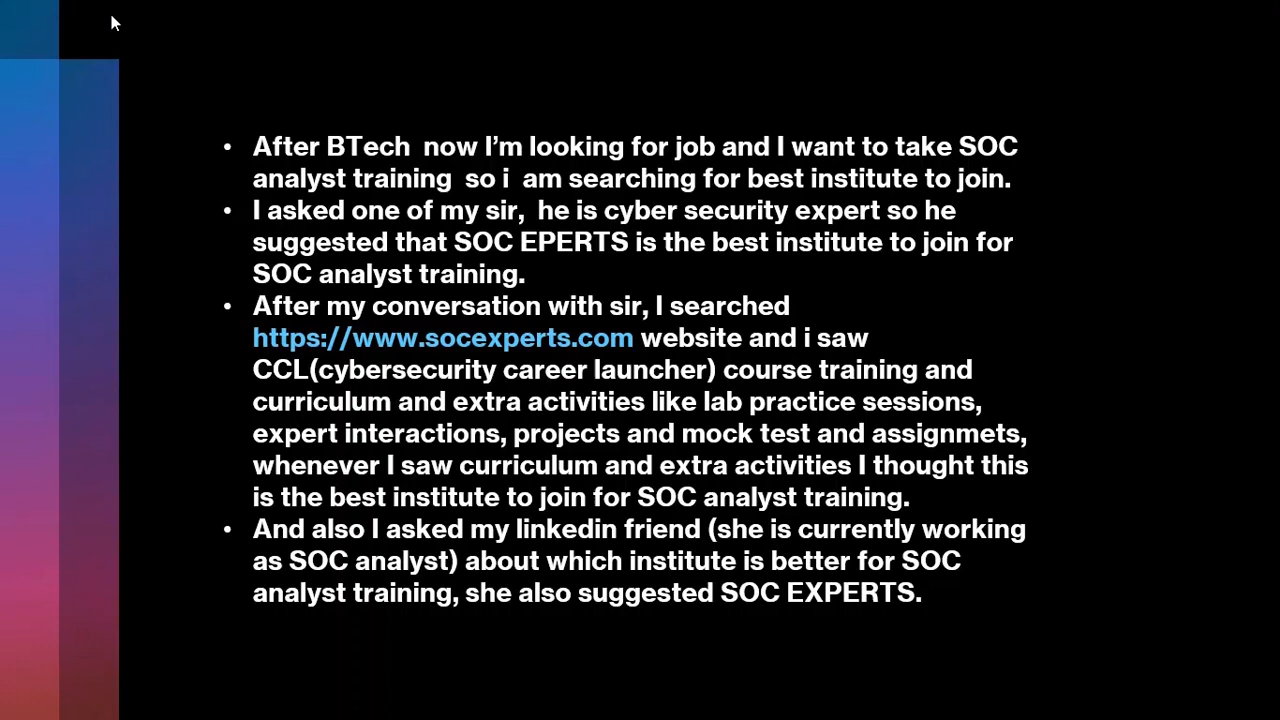 • After BTech  now I'm looking for job and I want to take SOC
analyst training  so i  am searching for best institute to join.
• I asked one of my sir,  he is cyber security expert so he
suggested that SOC EPERTS is the best institute to join for
SOC analyst training.
• After my conversation with sir, I searched
https://www.socexperts.com website and i saw
CCL(cybersecurity career launcher) course training and
curriculum and extra activities like lab practice sessions,
expert interactions, projects and mock test and assignmets,
whenever I saw curriculum and extra activities I thought this
is the best institute to join for SOC analyst training.
• And also I asked my linkedin friend (she is currently working
as SOC analyst) about which institute is better for SOC
analyst training, she also suggested SOC EXPERTS.